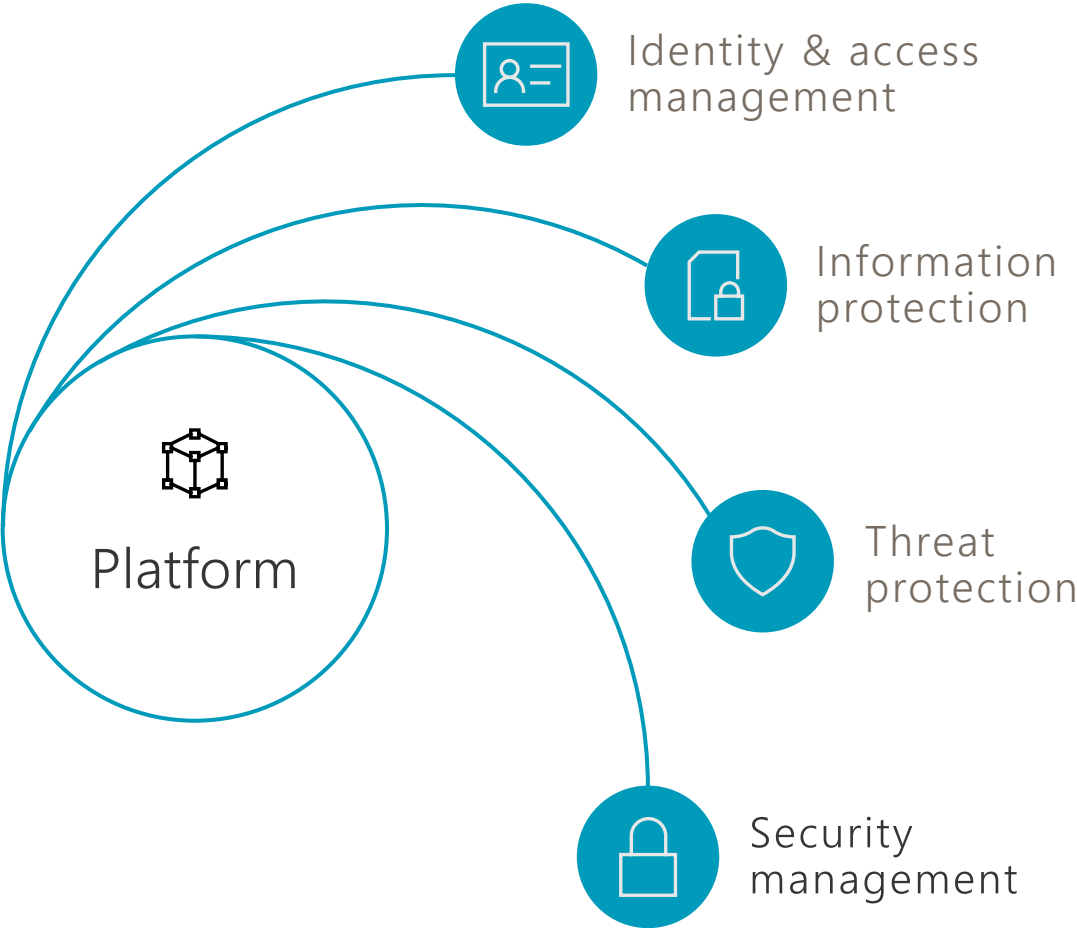 Identity & access
management
Information
protection
Platform
Threat
protection
Security
management